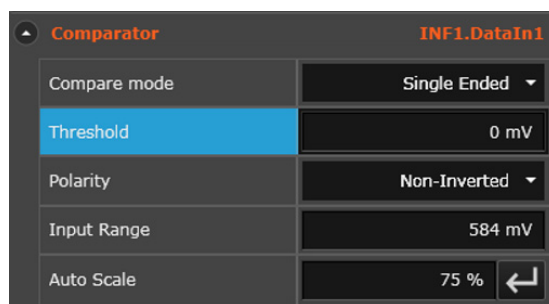 Comparator INF1.DataIn1
Compare mode Single Ended
Threshold 0 mV
Polarity Non-Inverted
Input Range 584 mV
Auto Scale 75 %